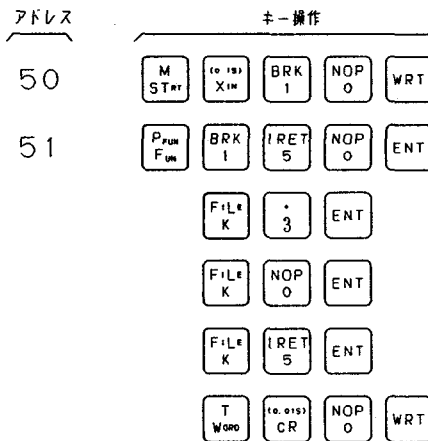 アドレス キー操作
50 M STRT (0.1S) XIN BRK 1 NOP 0 WRT
51 PFUN FUN BRK 1 IRET 5 NOP 0 ENT
FILE K 3 ENT
FILE K NOP 0 ENT
FILE K IRET 5 ENT
T WORD (0.01S) CR NOP 0 WRT